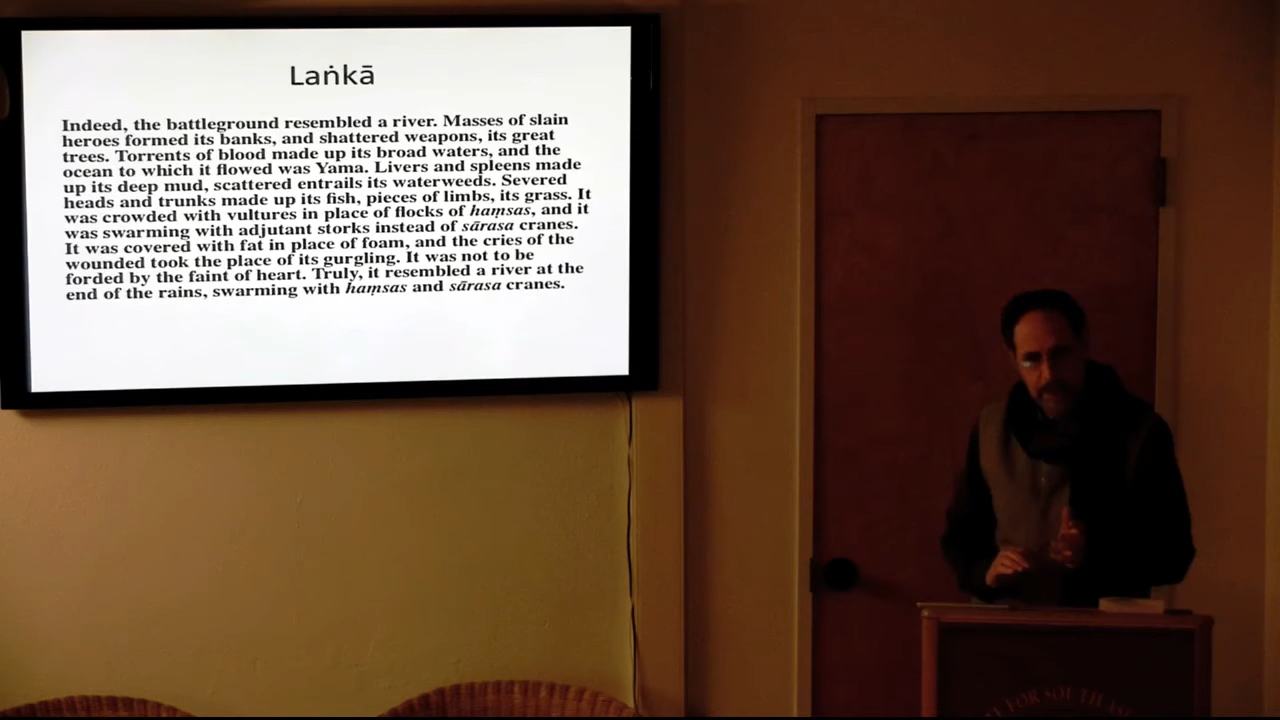 Laṅkā
Indeed, the battleground resembled a river. Masses of slain
heroes formed its banks, and shattered weapons, its great
trees. Torrents of blood made up its broad waters, and the
ocean to which it flowed was Yama. Livers and spleens made
up its deep mud, scattered entrails its waterweeds. Severed
heads and trunks made up its fish, pieces of limbs, its grass. It
was crowded with vultures in place of flocks of haṃsas, and it
was swarming with adjutant storks instead of sārasa cranes.
It was covered with fat in place of foam, and the cries of the
wounded took the place of its gurgling. It was not to be
forded by the faint of heart. Truly, it resembled a river at the
end of the rains, swarming with haṃsas and sārasa cranes.
FOR SOUTH